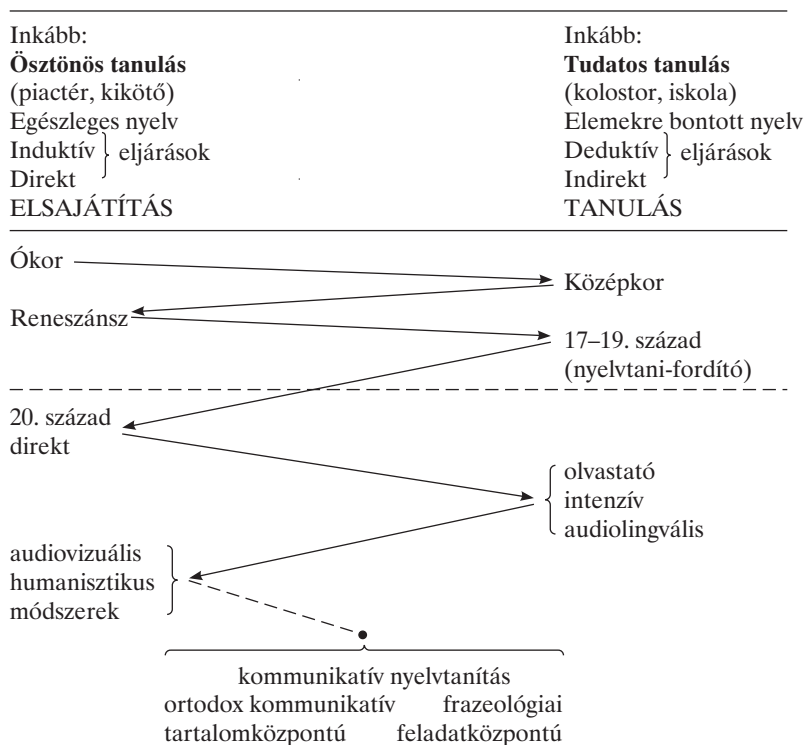 Inkább:
Ösztönös tanulás
(piactér, kikötő)
Egészleges nyelv
Induktív
Direkt
eljárások
ELSAJÁTÍTÁS
Inkább:
Tudatos tanulás
(kolostor, iskola)
Elemekre bontott nyelv
Deduktív
Indirekt
eljárások
TANULÁS
Ókor
Középkor
Reneszánsz
17–19. század
(nyelvtani-fordító)
20. század
direkt
olvastató
intenzív
audiolingvális
audiovizuális
humanisztikus
módszerek
kommunikatív nyelvtanítás
ortodox kommunikatív frazeológiai
tartalomközpontú feladatközpontú